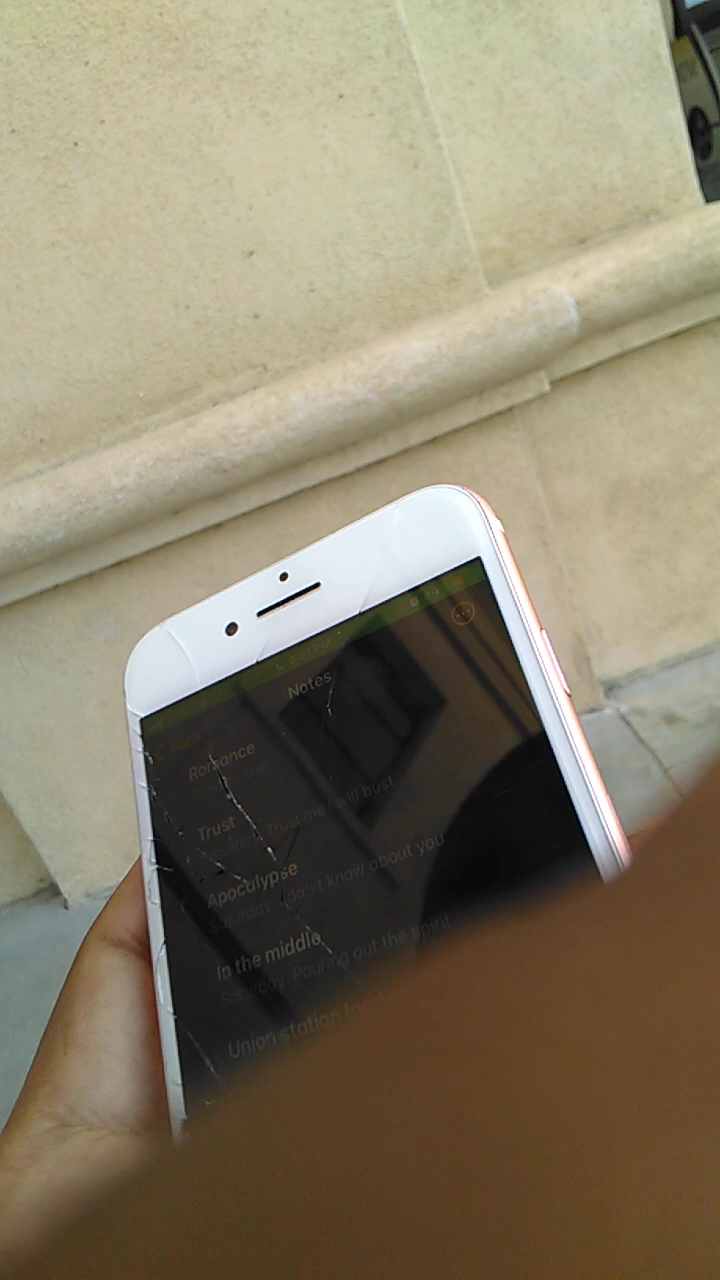 Notes
Romance
Trust
Trust me I will bust
Apocalypse
Saturday I don't know about you
In the middle
Saturday Pouring out the spirit
Union station